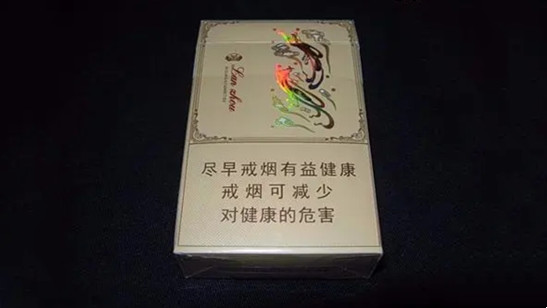 Lan zhou
尽早戒烟有益健康
戒烟可减少
对健康的危害